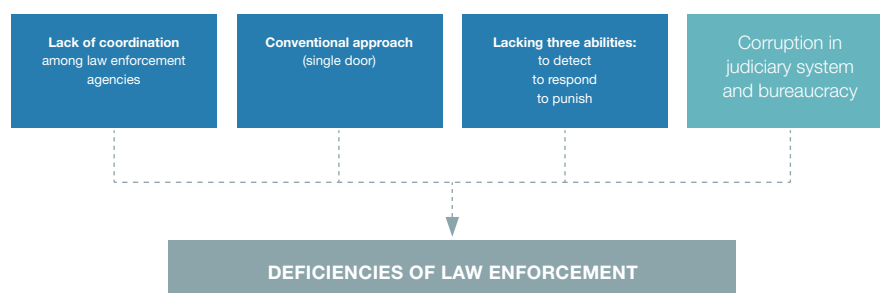 Lack of coordination
among law enforcement
agencies
Conventional approach
(single door)
Lacking three abilities:
to detect
to respond
to punish
Corruption in
judiciary system
and bureaucracy
DEFICIENCIES OF LAW ENFORCEMENT